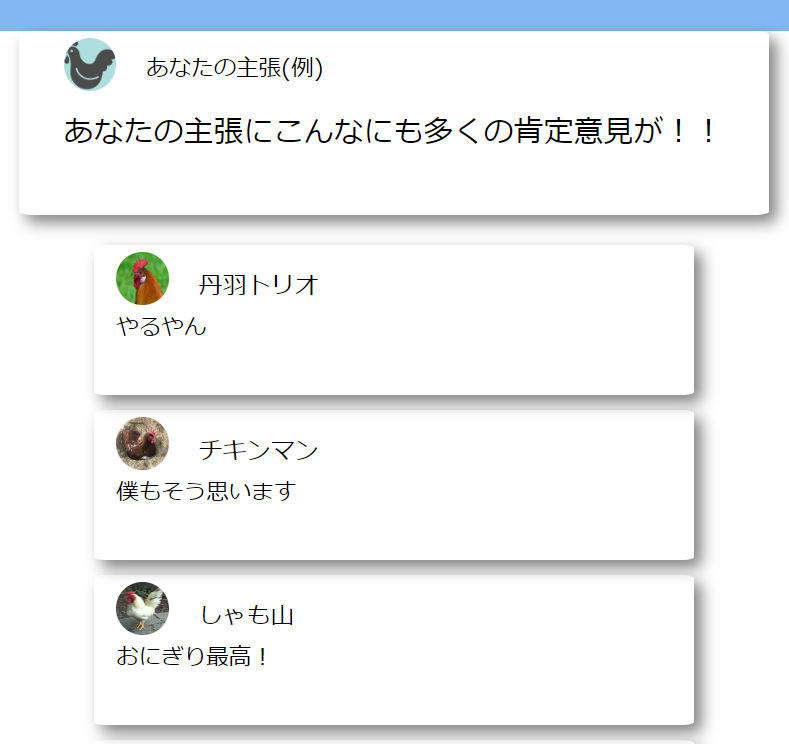 あなたの主張(例)
あなたの主張にこんなにも多くの肯定意見が！！
丹羽トリオ
やるやん
チキンマン
僕もそう思います
しゃも山
おにぎり最高！